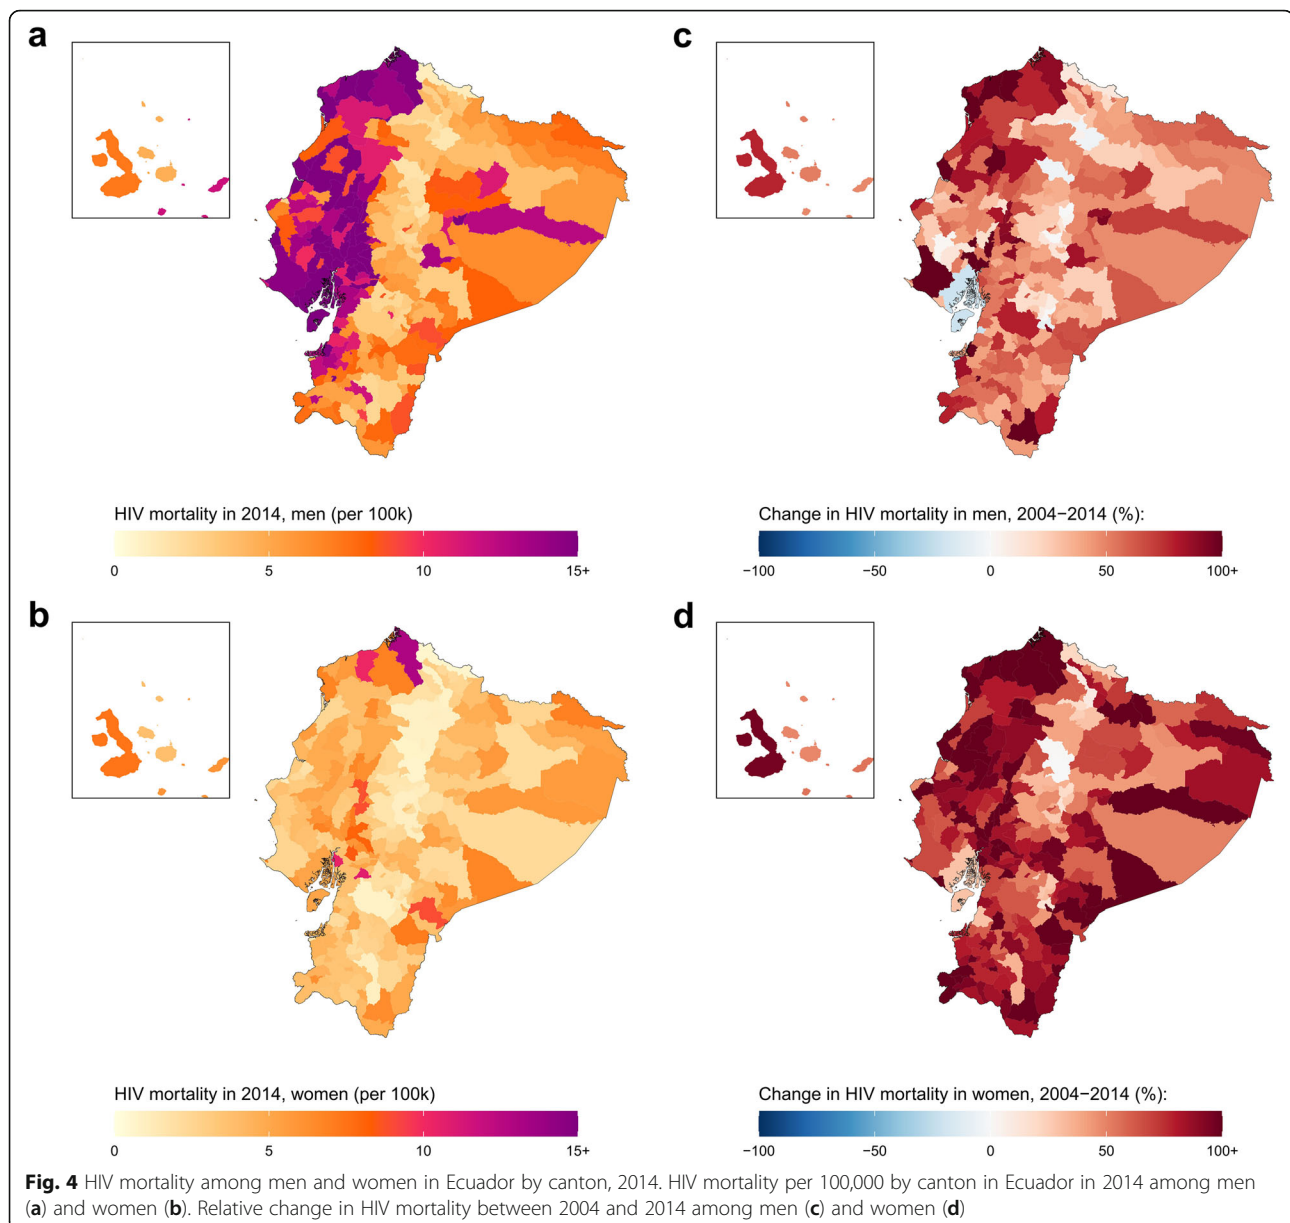 a
c
HIV mortality in 2014, men (per 100k)
0 5 10 15+
Change in HIV mortality in men, 2004−2014 (%):
−100 −50 0 50 100+
b
d
HIV mortality in 2014, women (per 100k)
0 5 10 15+
Change in HIV mortality in women, 2004−2014 (%):
−100 −50 0 50 100+
Fig. 4 HIV mortality among men and women in Ecuador by canton, 2014. HIV mortality per 100,000 by canton in Ecuador in 2014 among men
(a) and women (b). Relative change in HIV mortality between 2004 and 2014 among men (c) and women (d)